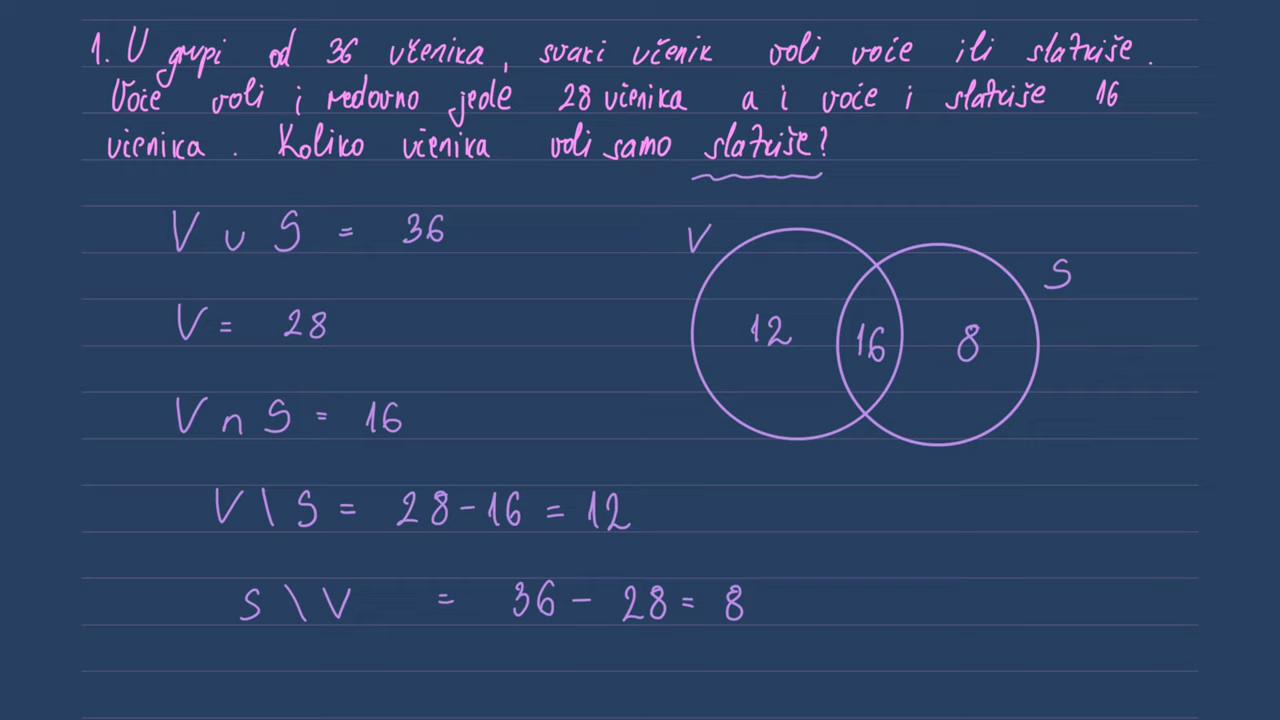 1. U grupi od 36 učenika, svaki učenik voli voće ili slatkiše.
Voće voli i redovno jede 28 učenika a i voće i slatkiše 16
učenika. Koliko učenika voli samo slatkiše?
V ∪ S = 36
V = 28
V ∩ S = 16
V \ S = 28 - 16 = 12
S \ V = 36 - 28 = 8
V
S
12 16 8